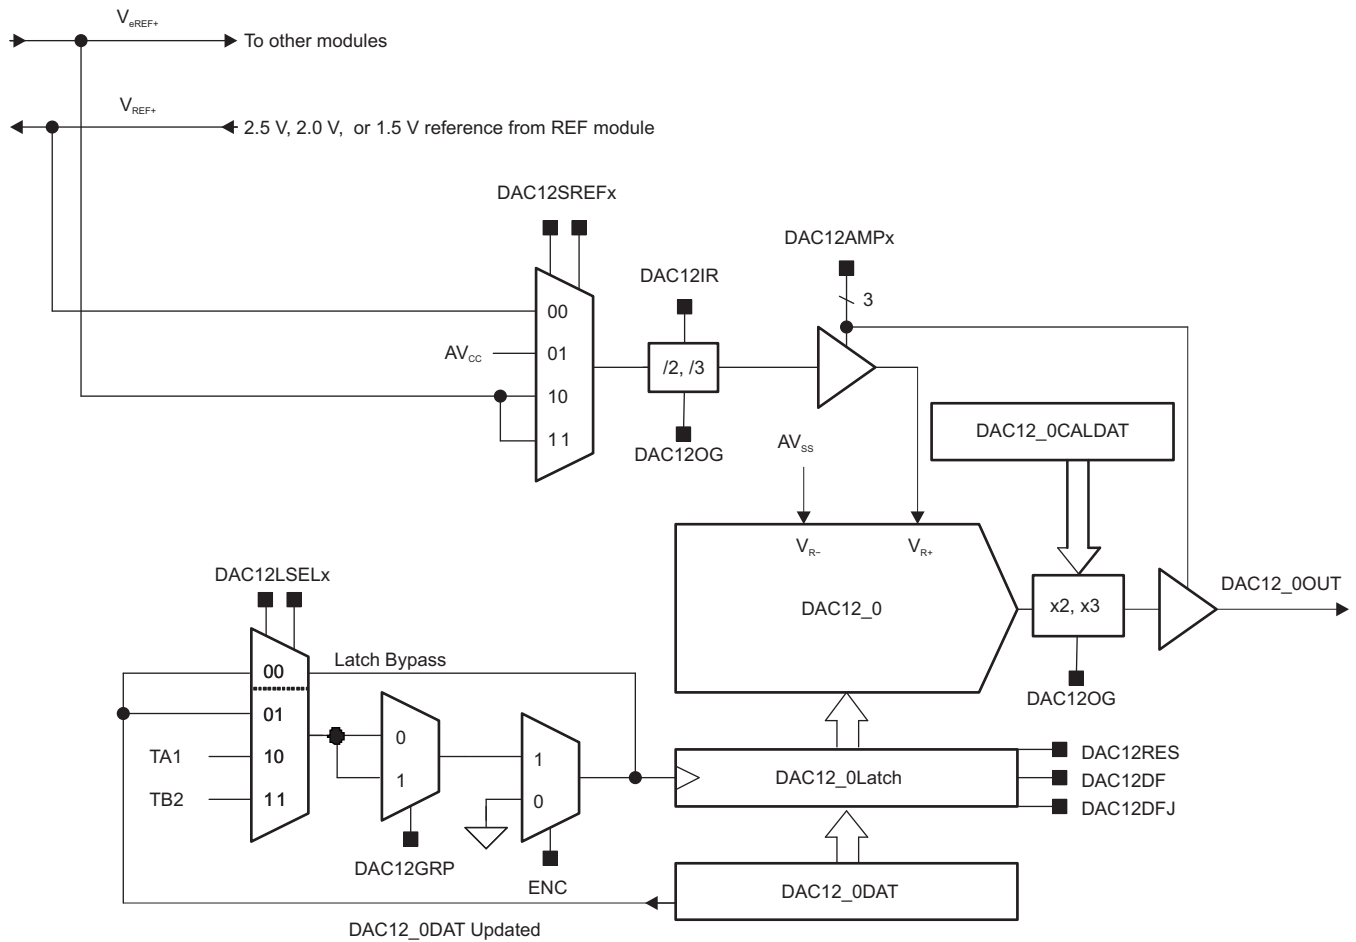 VeREF+
To other modules
VREF+
2.5 V, 2.0 V, or 1.5 V reference from REF module
DAC12SREFx
DAC12AMPx
DAC12IR
3
00
AVCC
01
/2, /3
10
DAC12_0CALDAT
11
AVSS
DAC12OG
VR–
VR+
DAC12LSELx
DAC12_0OUT
DAC12_0
x2, x3
Latch Bypass
00
DAC12OG
01
0
TA1
10
1
DAC12RES
1
DAC12_0Latch
DAC12DF
TB2
11
0
DAC12DFJ
DAC12GRP
ENC
DAC12_0DAT
DAC12_0DAT Updated